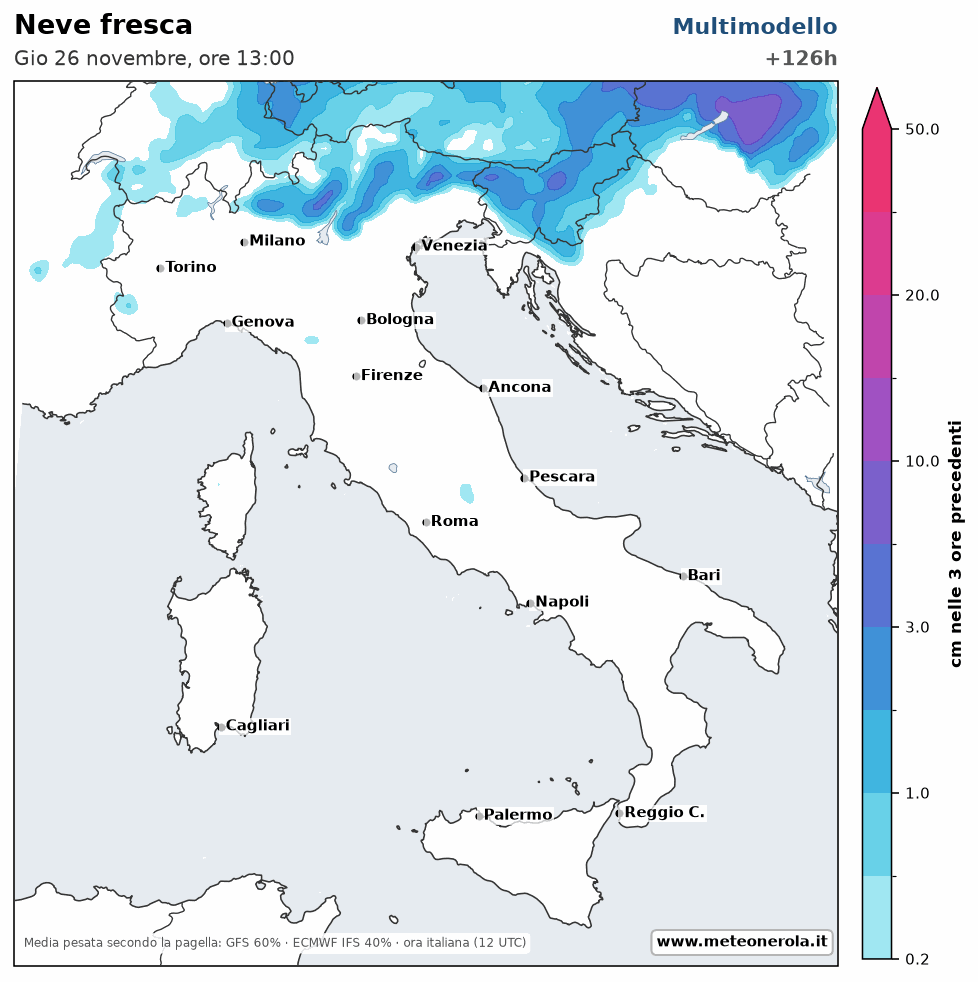 Neve fresca
Multimodello
Gio 26 novembre, ore 13:00
+126h
50.0
20.0
10.0
3.0
1.0
0.2
cm nelle 3 ore precedenti
Milano
Venezia
Torino
Genova
Bologna
Firenze
Ancona
Pescara
Roma
Bari
Napoli
Cagliari
Palermo
Reggio C.
Media pesata secondo la pagella: GFS 60% · ECMWF IFS 40% · ora italiana (12 UTC)
www.meteonerola.it